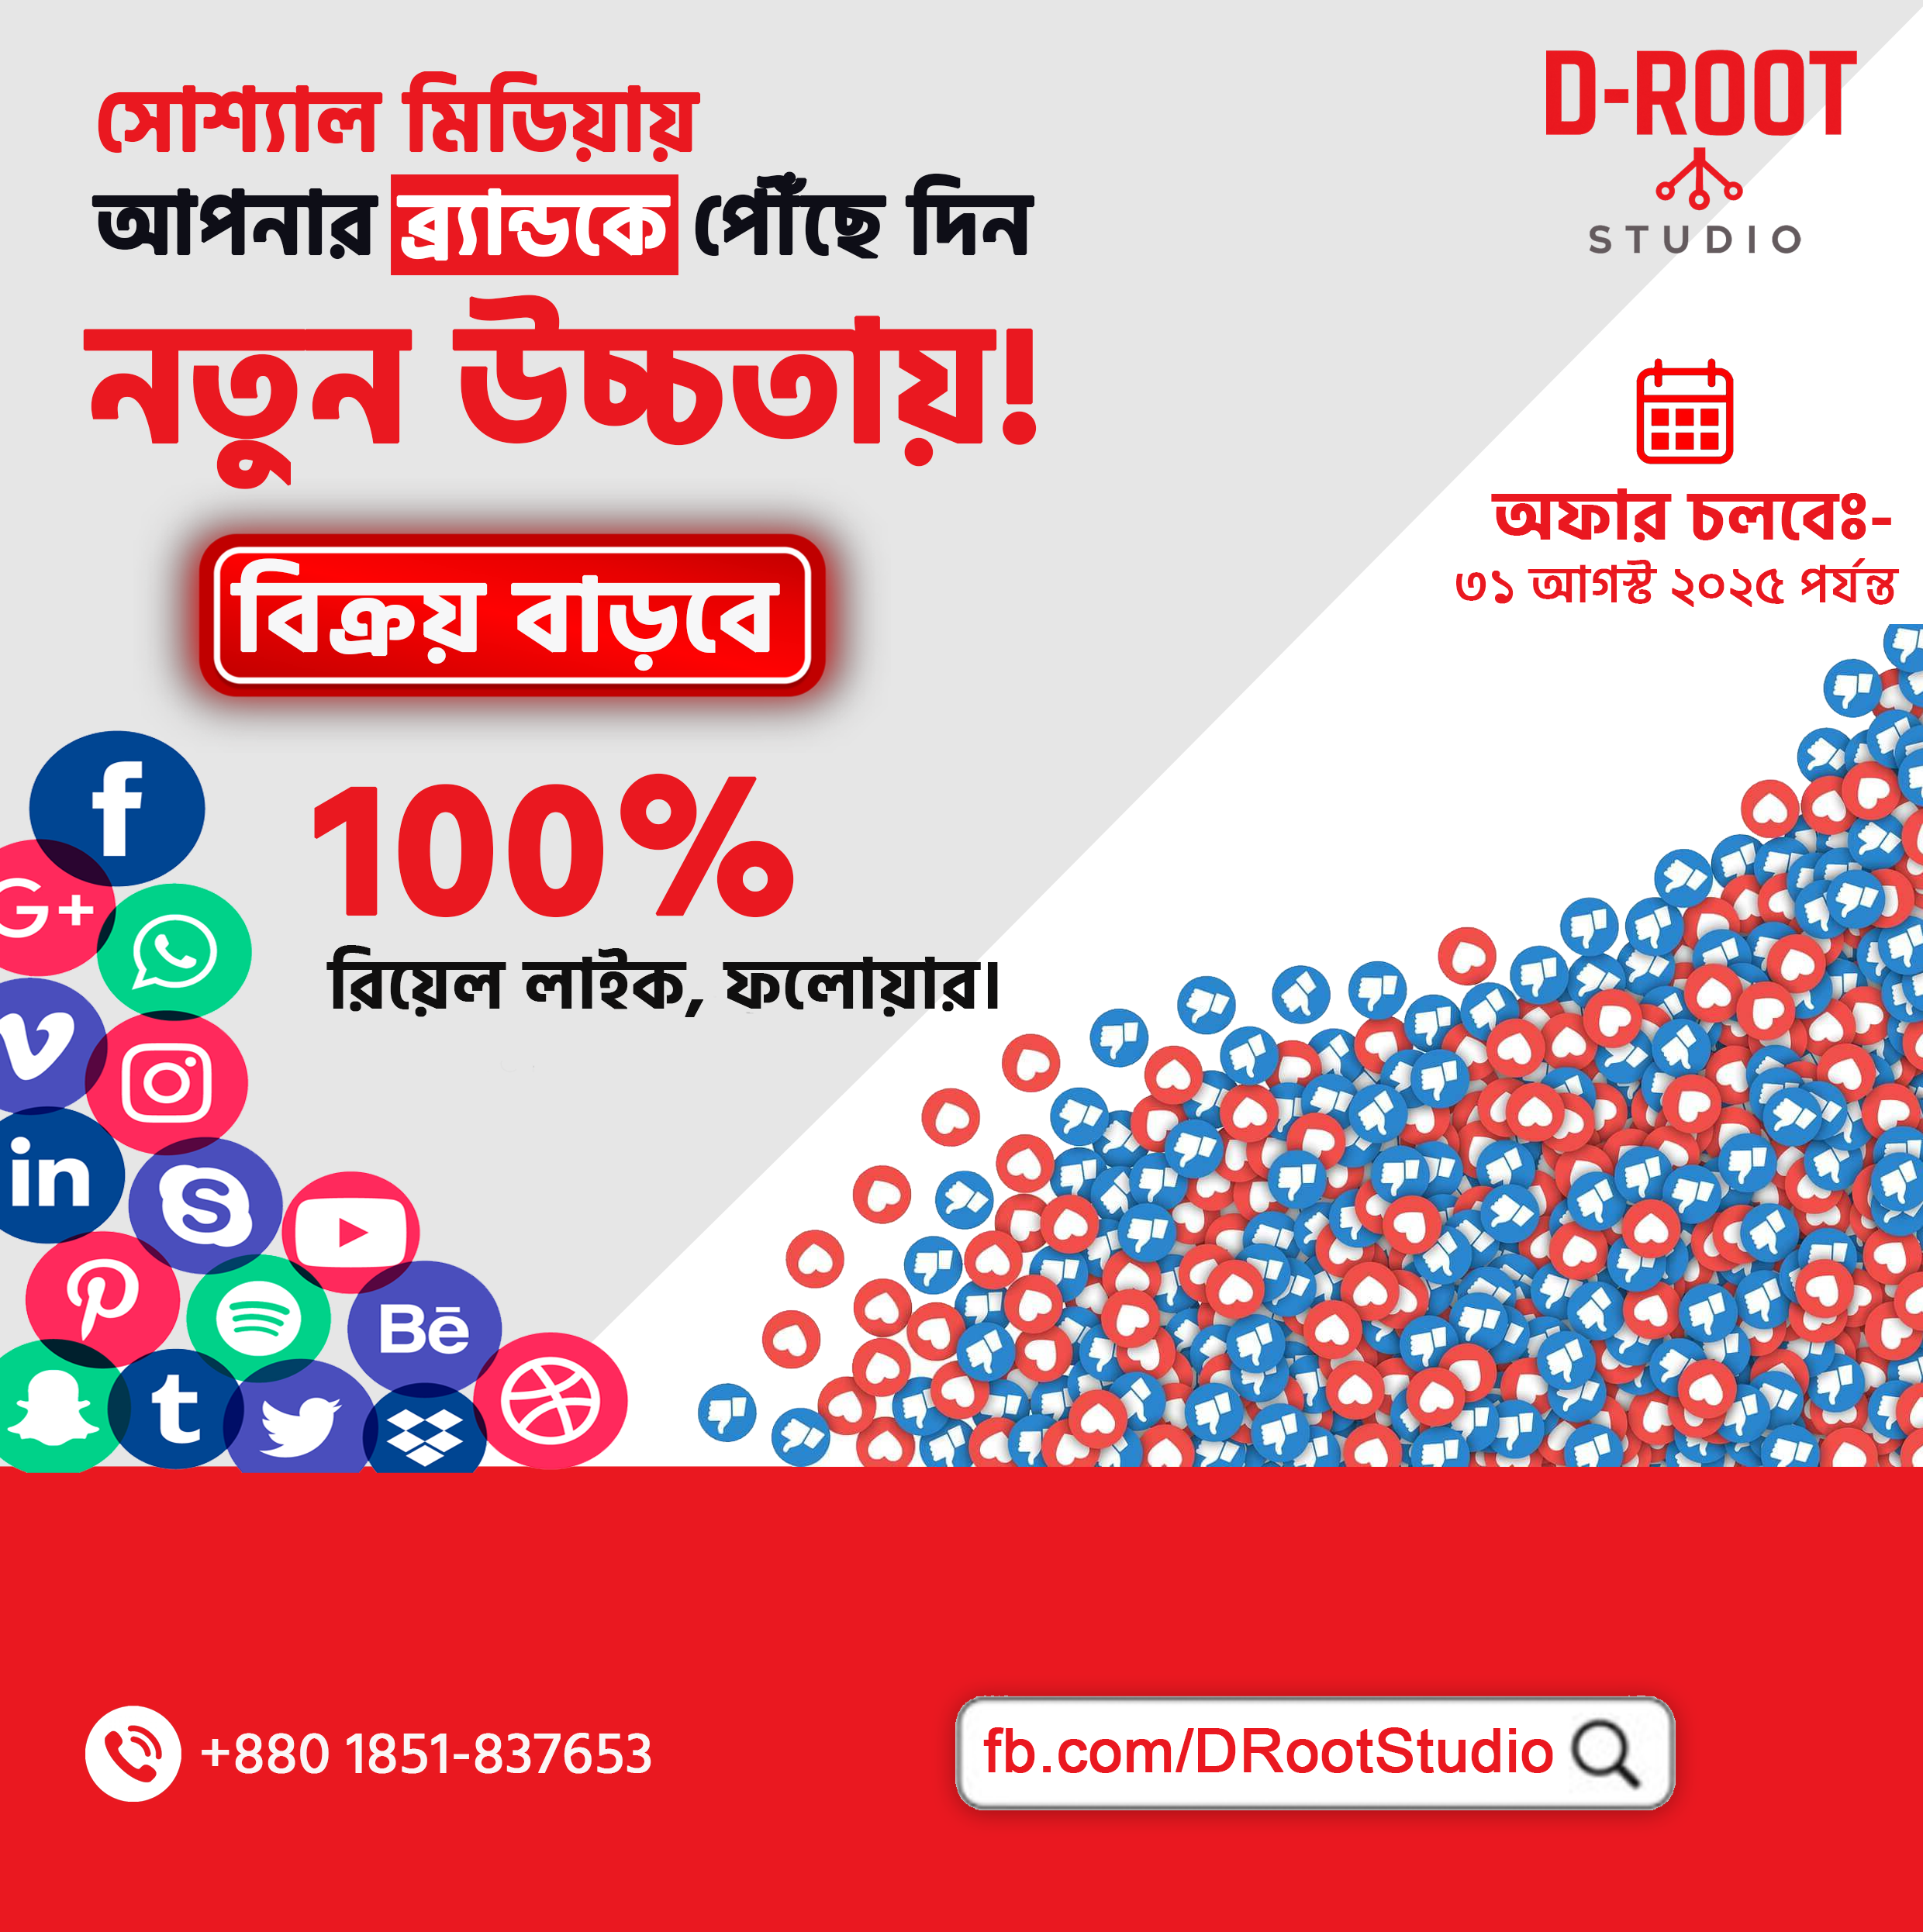 সোশ্যাল মিডিয়ায়
আপনার ব্র্যান্ডকে পৌঁছে দিন
নতুন উচ্চতায়!
বিক্রয় বাড়বে
100%
রিয়েল লাইক, ফলোয়ার।
D-ROOT
STUDIO
অফার চলবেঃ-
৩১ আগস্ট ২০২৫ পর্যন্ত
f
G+
in
S
Bē
t
+880 1851-837653
fb.com/DRootStudio